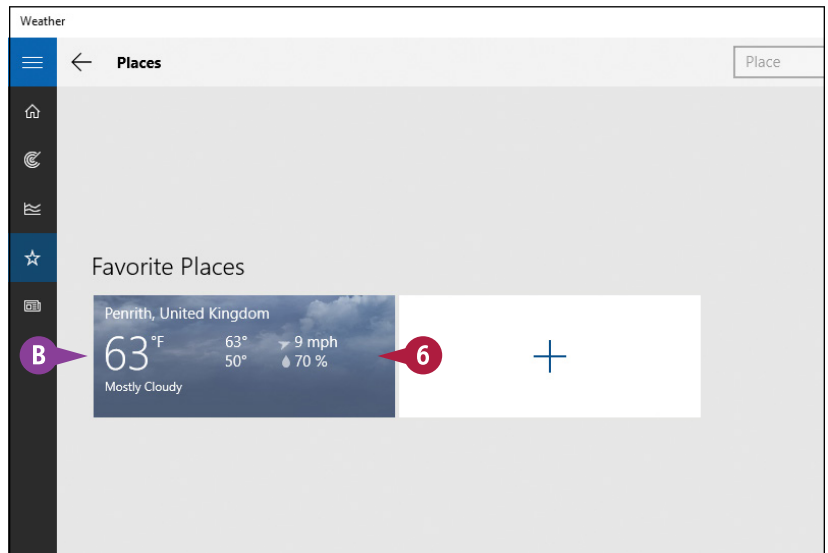 Weather
Places
Place
Favorite Places
Penrith, United Kingdom
63°F 63° 9 mph
50° 70 %
Mostly Cloudy
B
6